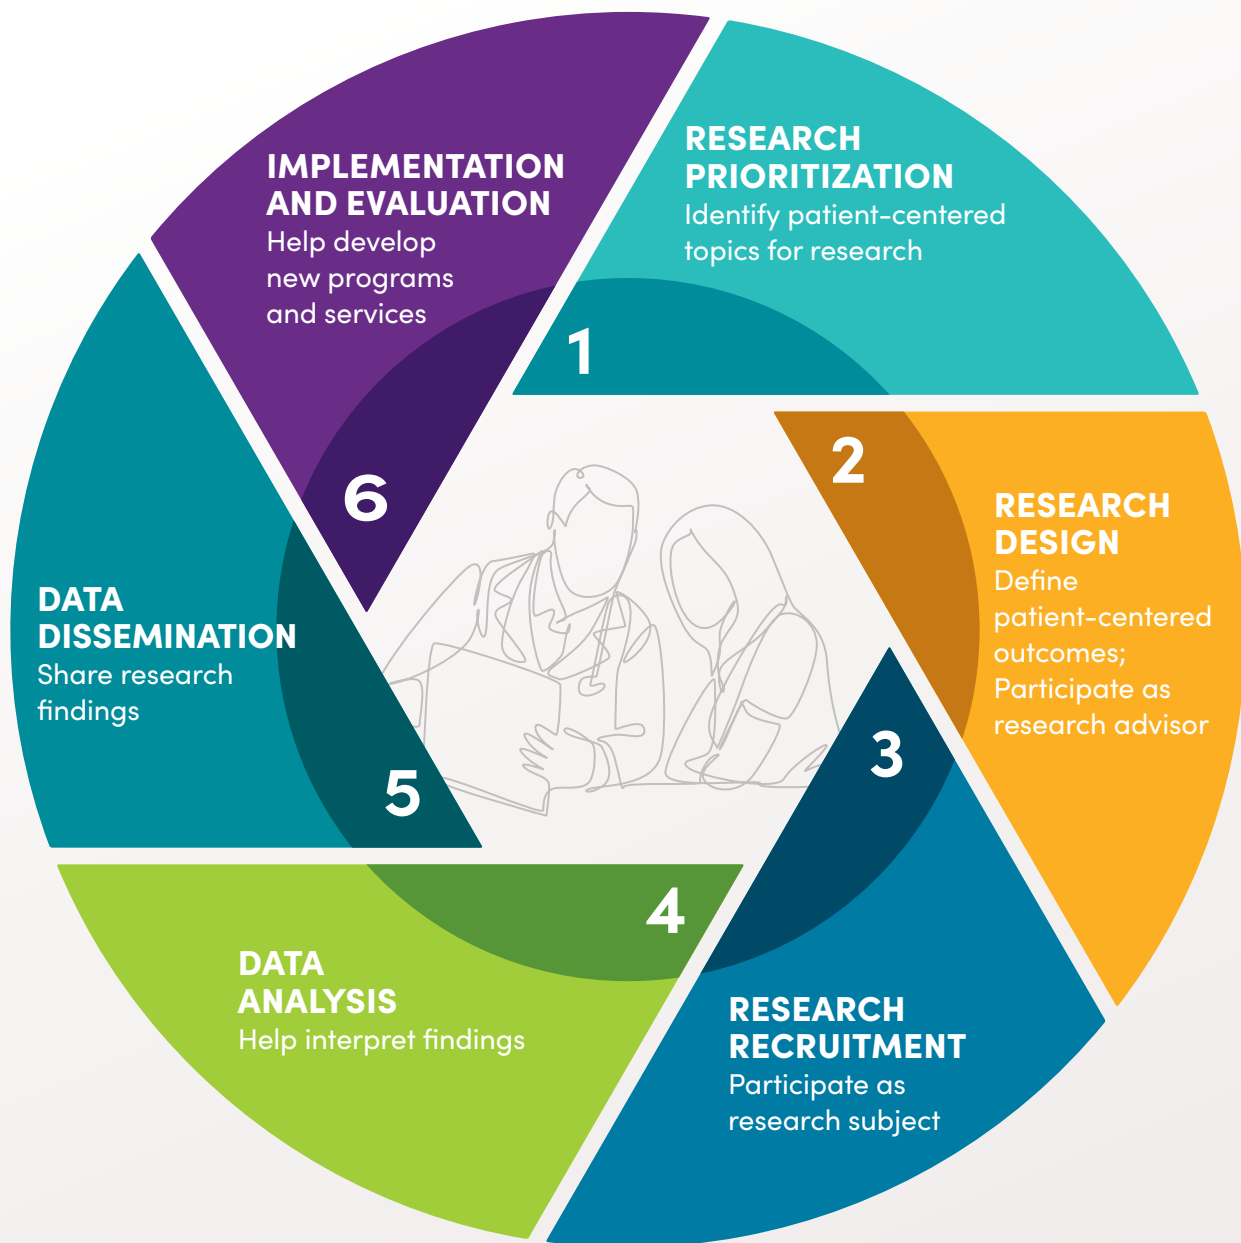 1
RESEARCH
PRIORITIZATION
Identify patient-centered
topics for research
2
RESEARCH
DESIGN
Define
patient-centered
outcomes;
Participate as
research advisor
3
RESEARCH
RECRUITMENT
Participate as
research subject
4
DATA
ANALYSIS
Help interpret findings
5
DATA
DISSEMINATION
Share research
findings
6
IMPLEMENTATION
AND EVALUATION
Help develop
new programs
and services